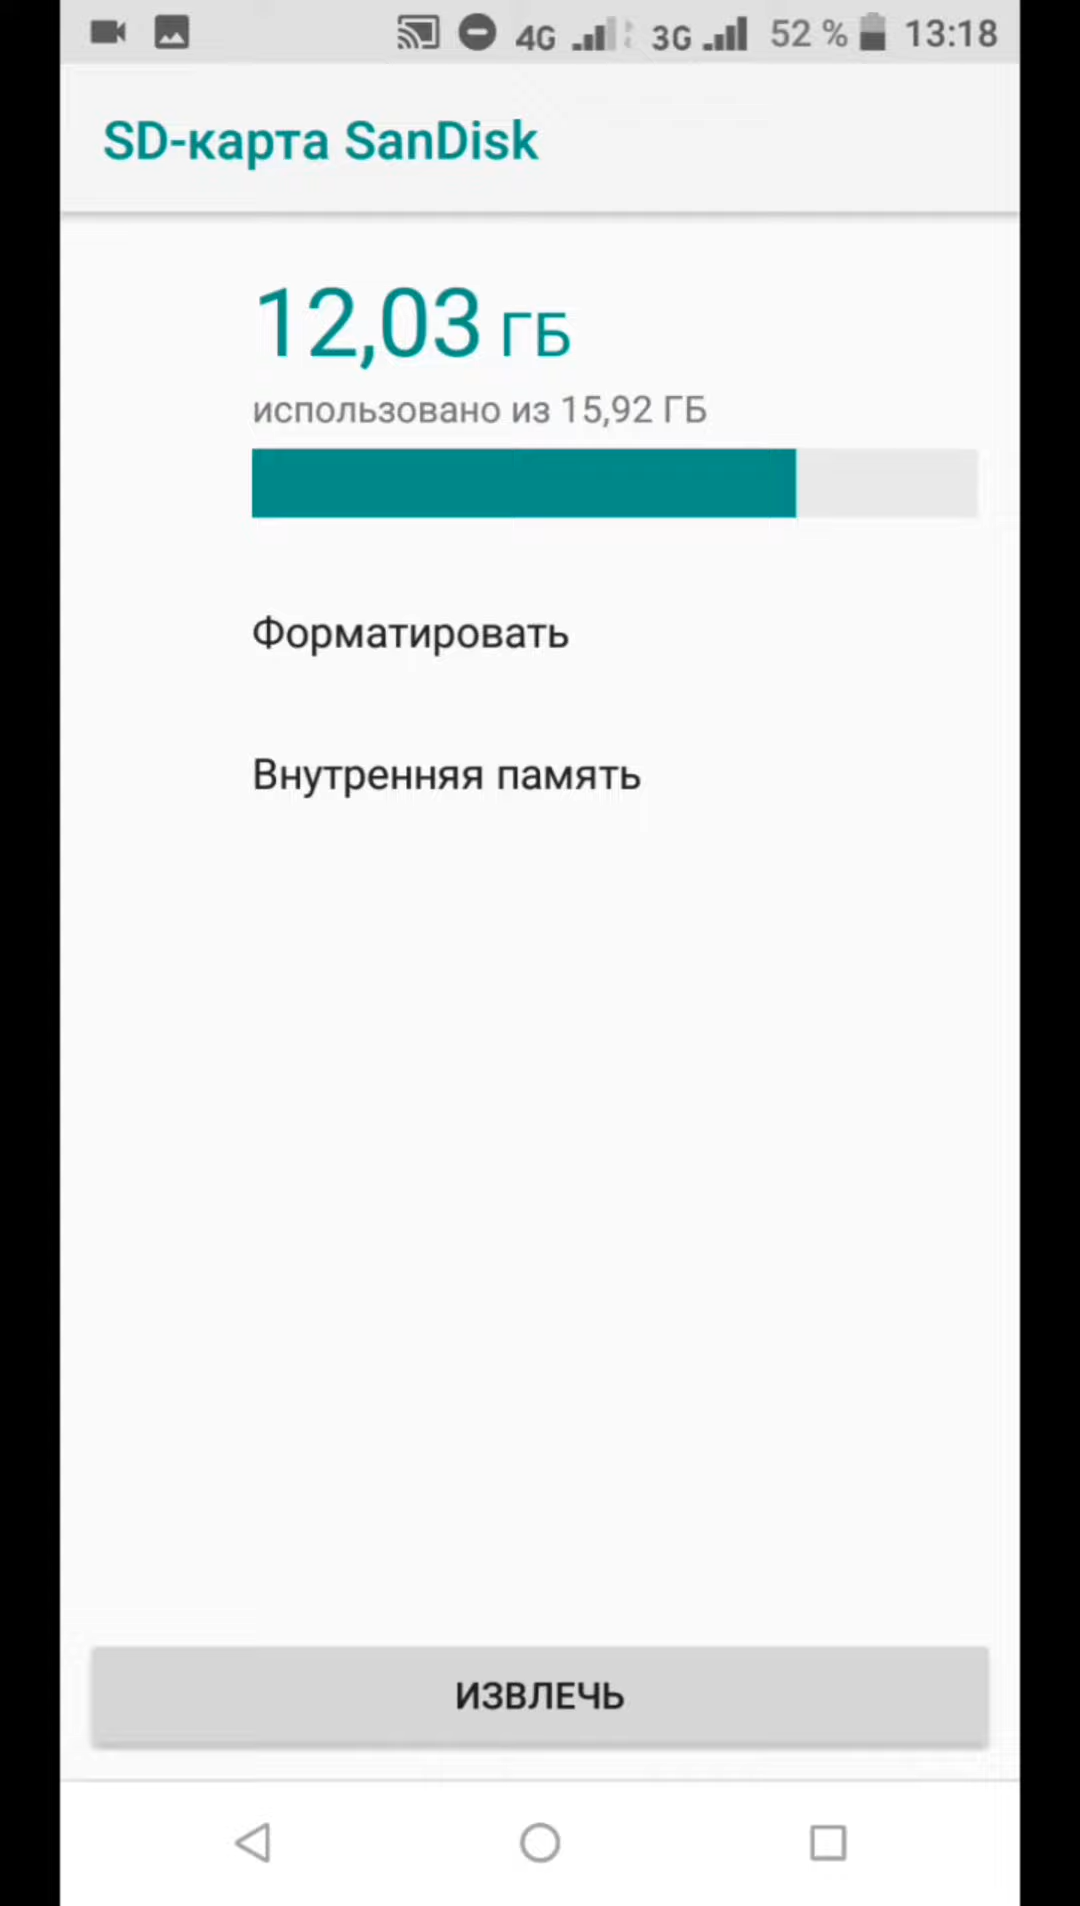 4G 3G 52 % 13:18
SD-карта SanDisk
12,03 ГБ
использовано из 15,92 ГБ
Форматировать
Внутренняя память
ИЗВЛЕЧЬ